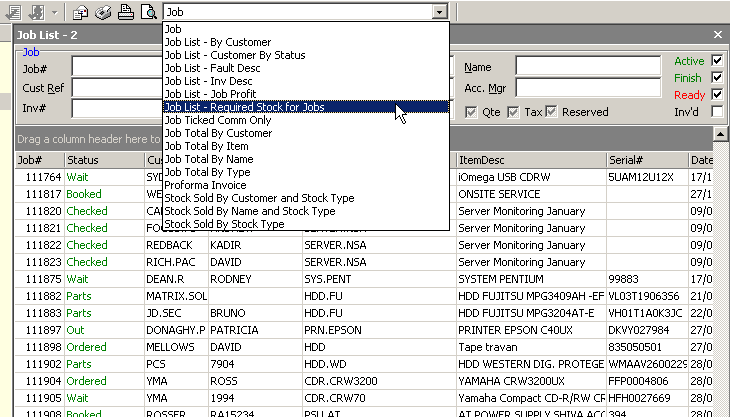 Job
Job List - 2
Job
Job#
Cust Ref
Inv#
Job
Job List - By Customer
Job List - Customer By Status
Job List - Fault Desc
Job List - Inv Desc
Job List - Job Profit
Job List - Required Stock for Jobs
Job Ticked Comm Only
Job Total By Customer
Job Total By Item
Job Total By Name
Job Total By Type
Proforma Invoice
Stock Sold By Customer and Stock Type
Stock Sold By Name and Stock Type
Stock Sold By Stock Type
Name
Acc. Mgr
Qte Tax Reserved
Active
Finish
Ready
Inv'd
Drag a column header here to
Job# Status ItemDesc Serial# Date
111764 Wait iOmega USB CDRW 5UAM12U12X 17/1
111817 Booked WE ONSITE SERVICE 27/1
111820 Checked Server Monitoring January 09/0
111821 Checked Server Monitoring January 09/0
111822 Checked REDBACK KADIR SERVER.NSA Server Monitoring January 09/0
111823 Checked RICH.PAC DAVID SERVER.NSA Server Monitoring January 09/0
111875 Wait DEAN.R RODNEY SYS.PENT SYSTEM PENTIUM 99883 17/0
111882 Parts MATRIX.SOL HDD.FU HDD FUJITSU MPG3409AH -EF VL03T1906356 21/0
111883 Parts JD.SEC BRUNO HDD.FU HDD FUJITSU MPG3204AT-E VH01T1A0K3JC 22/0
111897 Out DONAGHY.P PATRICIA PRN.EPSON PRINTER EPSON C40UX DKVY027984 27/0
111898 Ordered MELLOWS DAVID HDD Tape travan 835050501 30/0
111902 Parts PCS 7904 HDD.WD HDD WESTERN DIG. PROTEGE WMAAV2600229 28/0
111904 Ordered YMA ROSS CDR.CRW3200 YAMAHA CRW3200UX FFP0004806 28/0
111905 Wait YMA 1994 CDR.CRW70 Yamaha Compact CD-R/RW CF HFH0027669 28/0
111908 Booked ROSSER RA15234 PSU.AT AT POWER SUPPLY SHIVA ACC 394 28/0